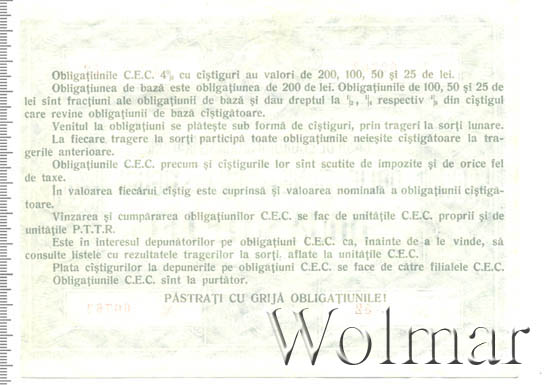 Obligațiunile C.E.C. 4% cu cîștiguri au valori de 200, 100, 50 și 25 de lei.
Obligațiunea de bază este obligațiunea de 200 de lei. Obligațiunile de 100, 50 și 25 de
lei sînt fracțiuni ale obligațiunii de bază și dau dreptul la ½, ¼ respectiv ⅛ din cîștigul
care revine obligațiunii de bază cîștigătoare.
Venitul la obligațiuni se plătește sub formă de cîștiguri, prin trageri la sorți lunare.
La fiecare tragere la sorți participă toate obligațiunile neieșite cîștigătoare la tra-
gerile anterioare.
Obligațiunile C.E.C. precum și cîștigurile lor sînt scutite de impozite și de orice fel
de taxe.
În valoarea fiecărui cîștig este cuprinsă și valoarea nominală a obligațiunii cîștigă-
toare.
Vînzarea și cumpărarea obligațiunilor C.E.C. se fac de unitățile C.E.C. proprii și de
unitățile P.T.T.R.
Este în interesul depunătorilor pe obligațiuni C.E.C. ca, înainte de a le vinde, să
consulte listele cu rezultatele tragerilor la sorți, aflate la unitățile C.E.C.
Plata cîștigurilor la depunerile pe obligațiuni C.E.C. se face de către filialele C.E.C.
Obligațiunile C.E.C. sînt la purtător.
PĂSTRAȚI CU GRIJĂ OBLIGAȚIUNILE!
Wolmar